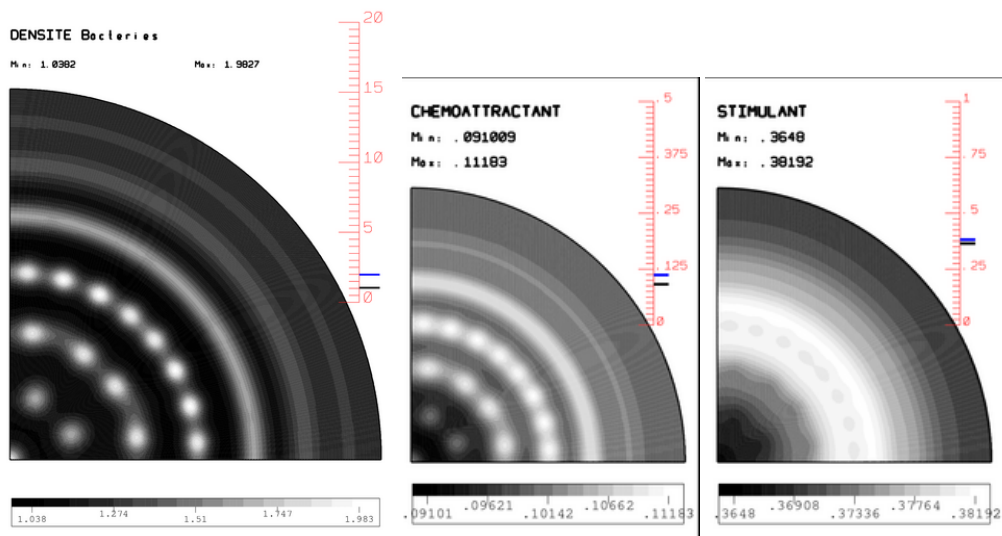 DENSITE Bacteries
Min: 1.0382 Max: 1.9827
20
15
10
5
0
1.038 1.274 1.51 1.747 1.983
CHEMOATTRACTANT
Min: .091009
Max: .11183
.5
.375
.25
.125
.0
.09101 .09621 .10142 .10662 .11183
STIMULANT
Min: .3648
Max: .38192
1
.75
.5
.25
.0
.3648 .36908 .37336 .37764 .38192